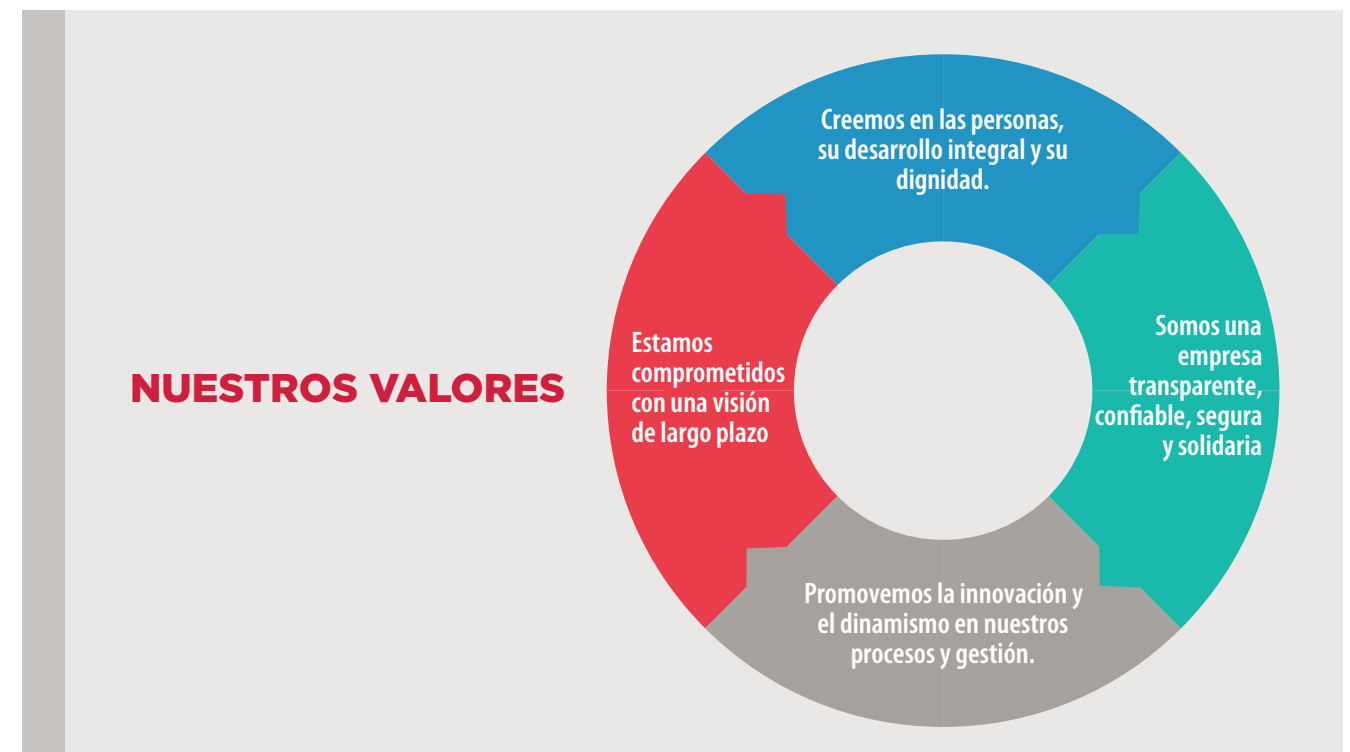 NUESTROS VALORES
Creemos en las personas,
su desarrollo integral y su
dignidad.
Somos una
empresa
transparente,
confiable, segura
y solidaria
Promovemos la innovación y
el dinamismo en nuestros
procesos y gestión.
Estamos
comprometidos
con una visión
de largo plazo